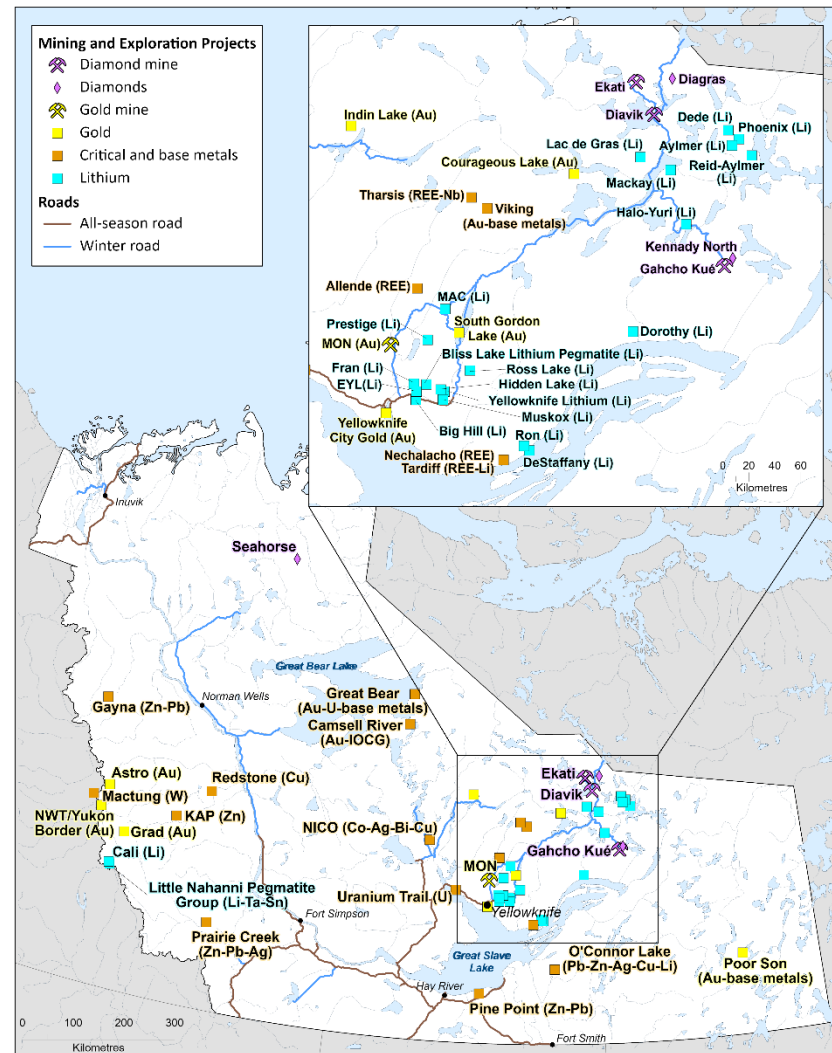 Mining and Exploration Projects
Diamond mine
Diamonds
Gold mine
Gold
Critical and base metals
Lithium
Roads
All-season road
Winter road
Ekati
Diagras
Indin Lake (Au)
Diavik
Dede (Li)
Phoenix (Li)
Lac de Gras (Li)
Aylmer (Li)
Courageous Lake (Au)
Reid-Aylmer
(Li)
Mackay (Li)
Tharsis (REE-Nb)
Viking
(Au-base metals)
Halo-Yuri (Li)
Kennady North
Gahcho Kué
Allende (REE)
MAC (Li)
Prestige (Li)
South Gordon
Lake (Au)
Dorothy (Li)
MON (Au)
Bliss Lake Lithium Pegmatite (Li)
Fran (Li)
Ross Lake (Li)
EYL(Li)
Hidden Lake (Li)
Yellowknife Lithium (Li)
Muskox (Li)
Yellowknife
City Gold (Au)
Big Hill (Li)
Ron (Li)
Nechalacho (REE)
Tardiff (REE-Li)
DeStaffany (Li)
0 20 40 60
Kilometres
Inuvik
Seahorse
Great Bear Lake
Norman Wells
Gayna (Zn-Pb)
Great Bear
(Au-U-base metals)
Camsell River
(Au-IOCG)
Astro (Au)
Mactung (W)
Redstone (Cu)
NWT/Yukon
Border (Au)
KAP (Zn)
Grad (Au)
NICO (Co-Ag-Bi-Cu)
Cali (Li)
Little Nahanni Pegmatite
Group (Li-Ta-Sn)
Ekati
Diavik
Gahcho Kué
MON
Uranium Trail (U)
Yellowknife
Fort Simpson
Prairie Creek
(Zn-Pb-Ag)
Great Slave
Lake
O'Connor Lake
(Pb-Zn-Ag-Cu-Li)
Poor Son
(Au-base metals)
Hay River
Pine Point (Zn-Pb)
Fort Smith
0 100 200 300
Kilometres